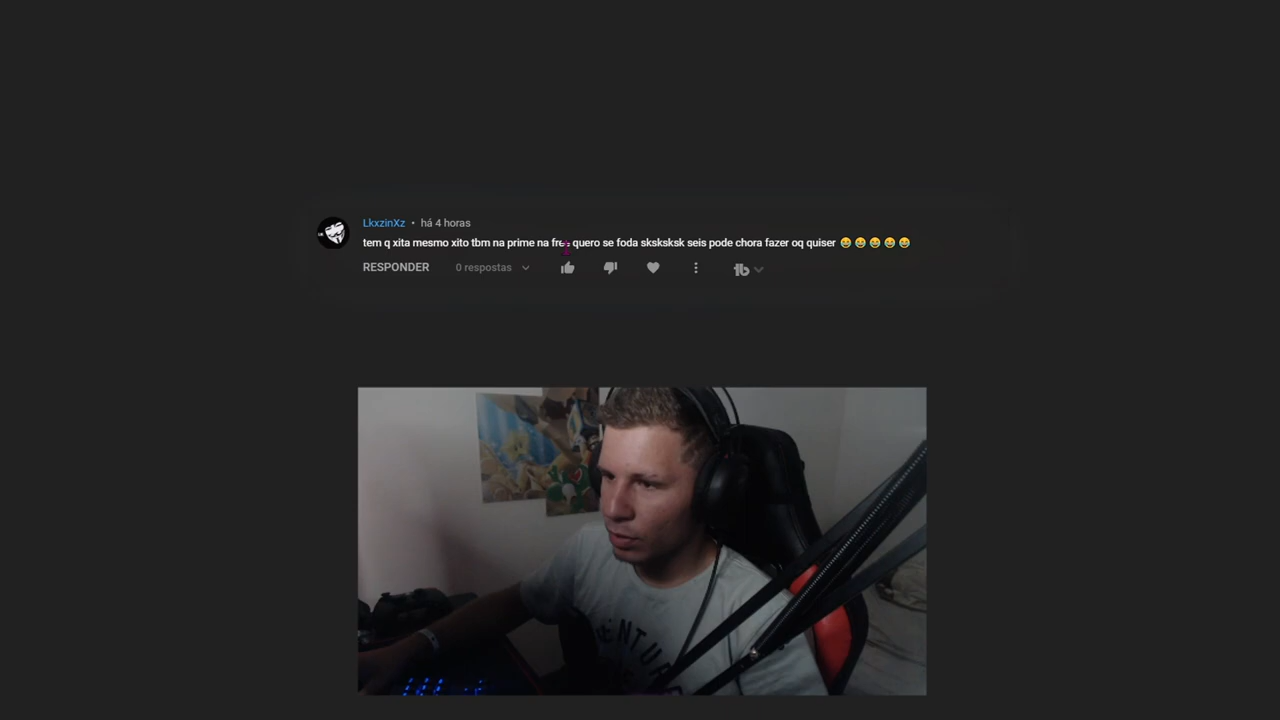 LkxzinXz • há 4 horas
tem q xita mesmo xito tbm na prime na quero se foda sksksksk seis pode chora fazer oq quiser 😂😂😂😂😂
RESPONDER 0 respostas